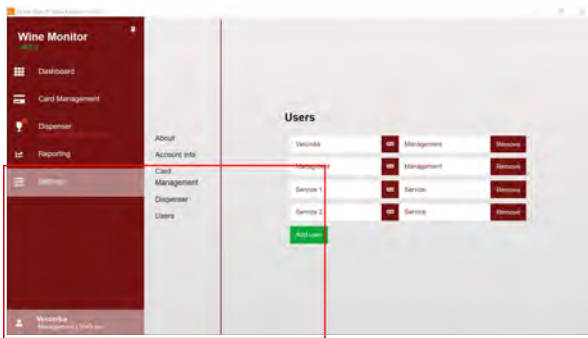 Wine Monitor
Dashboard
Card Management
Dispenser
Reporting
Settings
Veronika
About
Account info
Card
Management
Dispenser
Users
Users
Veronika Management Remove
Management Management Remove
Service 1 Service Remove
Service 2 Service Remove
Add user